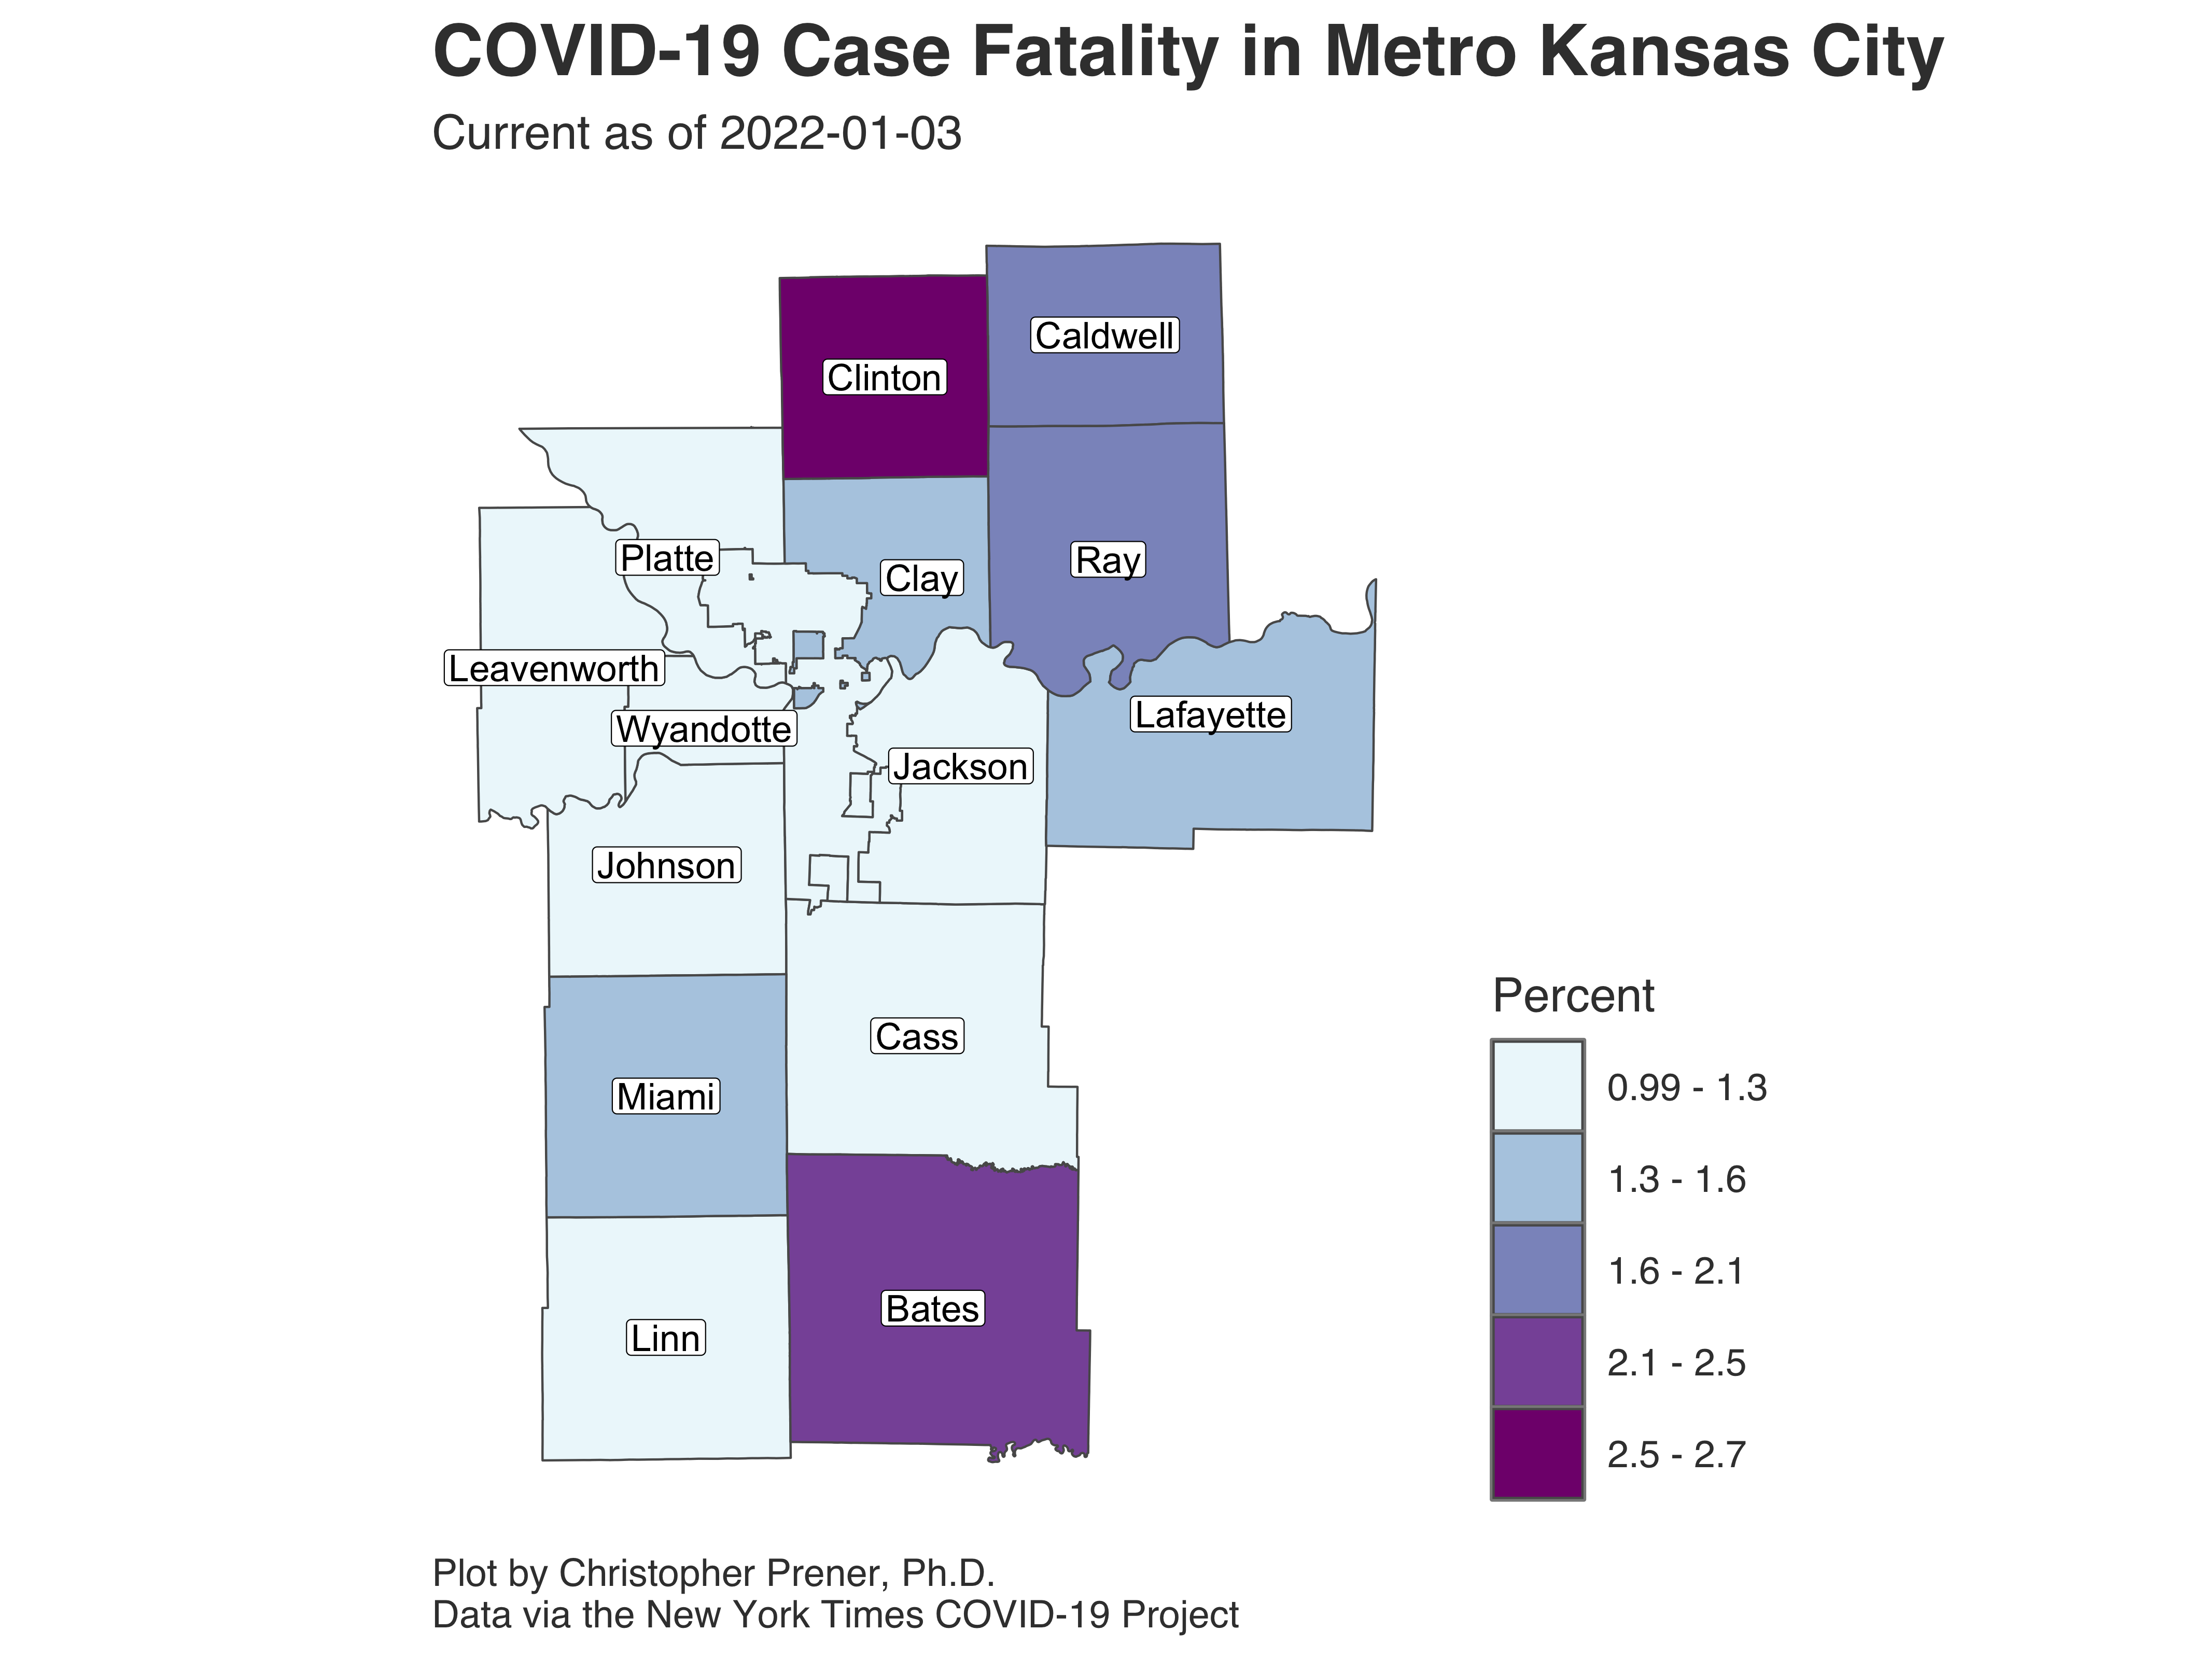 COVID-19 Case Fatality in Metro Kansas City
Current as of 2022-01-03
Caldwell
Clinton
Platte
Clay
Ray
Leavenworth
Lafayette
Wyandotte
Jackson
Johnson
Cass
Miami
Bates
Linn
Percent
0.99 - 1.3
1.3 - 1.6
1.6 - 2.1
2.1 - 2.5
2.5 - 2.7
Plot by Christopher Prener, Ph.D.
Data via the New York Times COVID-19 Project